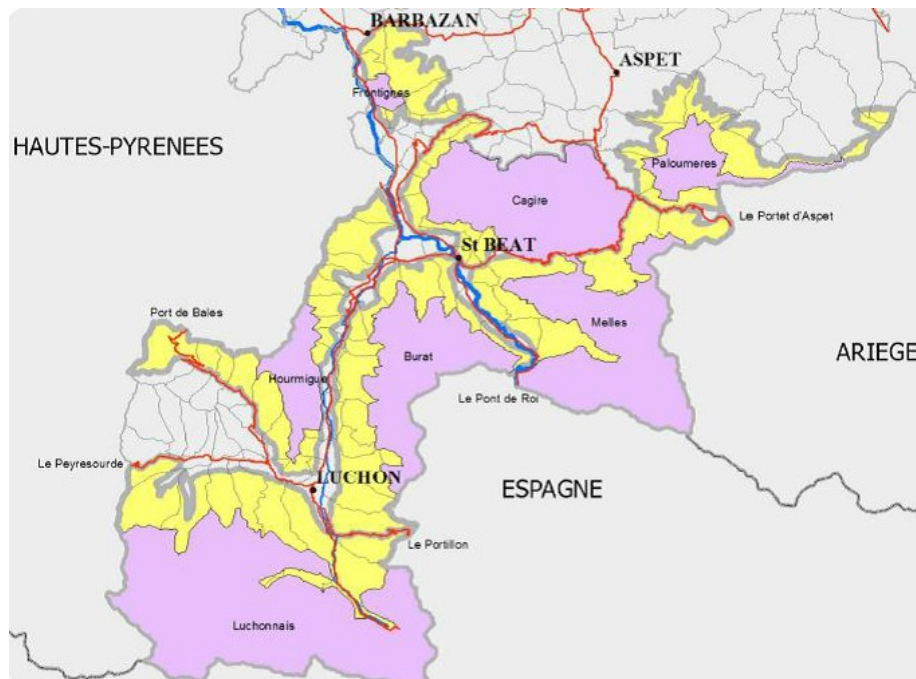 BARBAZAN
ASPET
Frontignes
HAUTES-PYRENEES
Paloumeres
Cagire
Le Portet d'Aspet
St BEAT
Port de Bales
Melles
Burat
ARIEGE
Hourmigue
Le Pont de Roi
Le Peyresourde
LUCHON
ESPAGNE
Le Portillon
Luchonnais